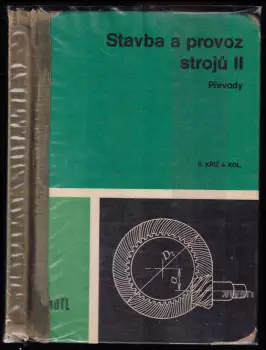 Stavba a provoz
strojů II
Převody
R. KŘÍŽ & KOL.
SNTL